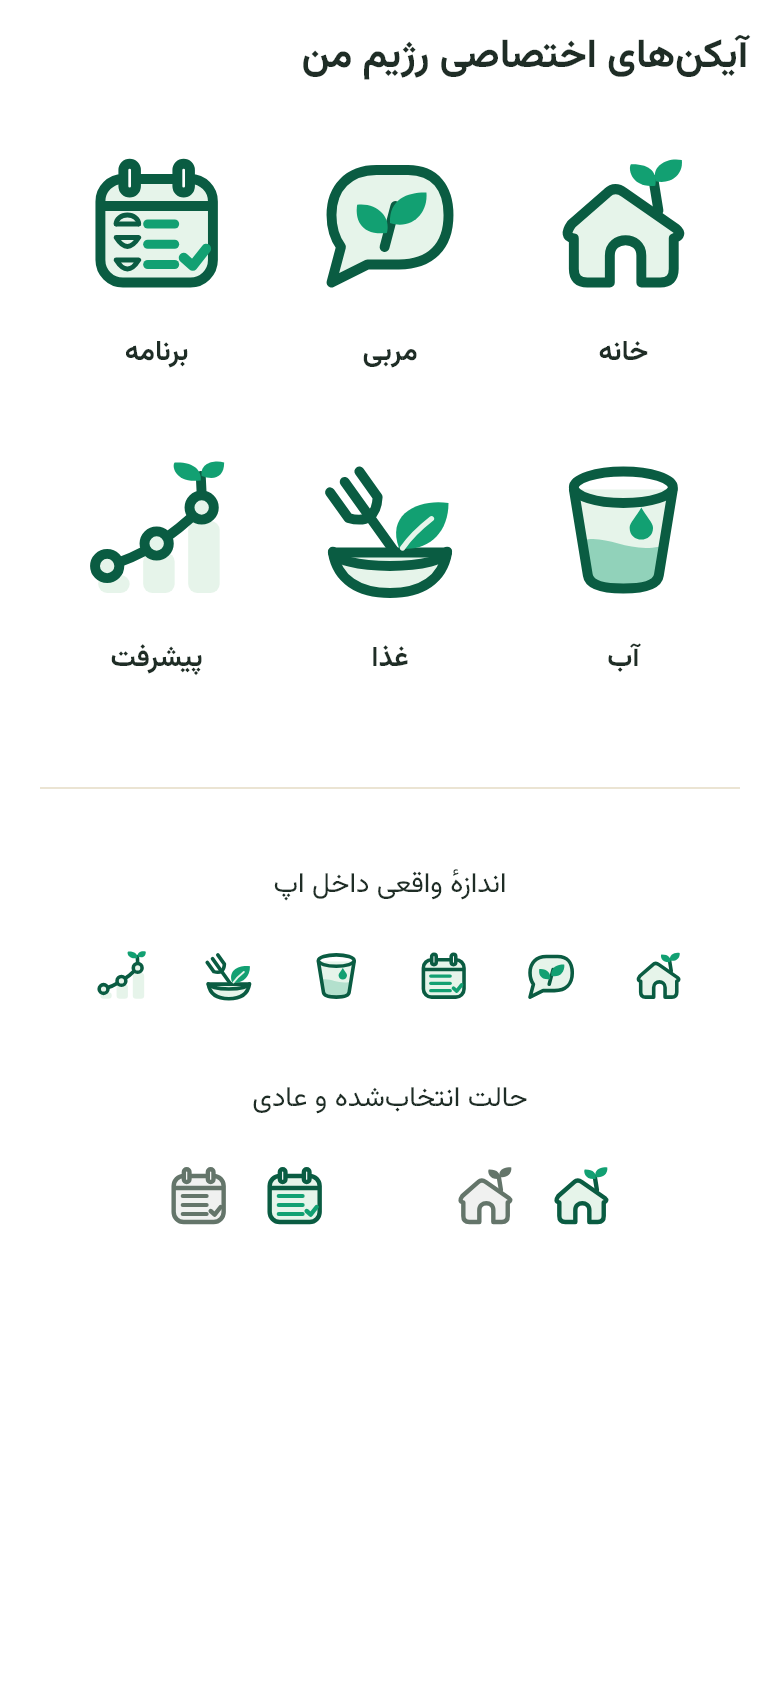 آیکن‌های اختصاصی رژیم من
خانه
مربی
برنامه
آب
غذا
پیشرفت
اندازهٔ واقعی داخل اپ
حالت انتخاب‌شده و عادی